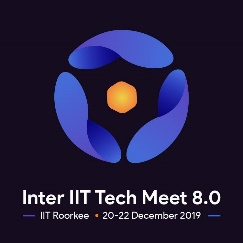 Inter IIT Tech Meet 8.0
IIT Roorkee • 20-22 December 2019